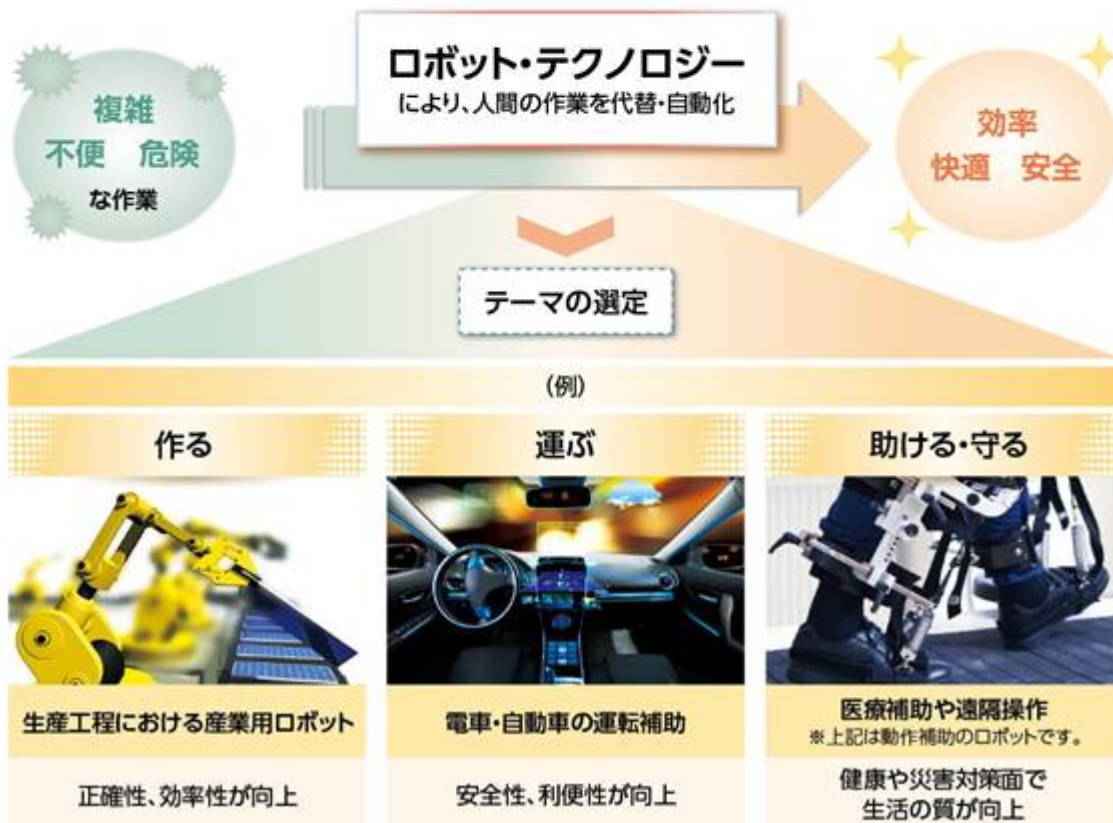 ロボット・テクノロジー
により、人間の作業を代替・自動化
複雑
不便 危険
な作業
効率
快適 安全
テーマの選定
(例)
作る
運ぶ
助ける・守る
生産工程における産業用ロボット
電車・自動車の運転補助
医療補助や遠隔操作
※上記は動作補助のロボットです。
正確性、効率性が向上
安全性、利便性が向上
健康や災害対策面で
生活の質が向上